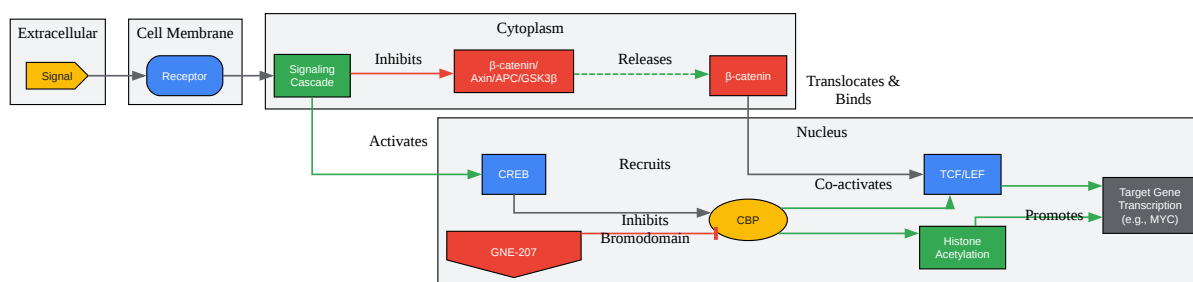 Extracellular
Signal
Cell Membrane
Receptor
Cytoplasm
Signaling
Cascade
Inhibits
β-catenin/
Axin/APC/GSK3β
Releases
β-catenin
Translocates &
Binds
Nucleus
Activates
CREB
Recruits
TCF/LEF
Co-activates
Target Gene
Transcription
(e.g., MYC)
CBP
Inhibits
Bromodomain
Promotes
GNE-207
Histone
Acetylation